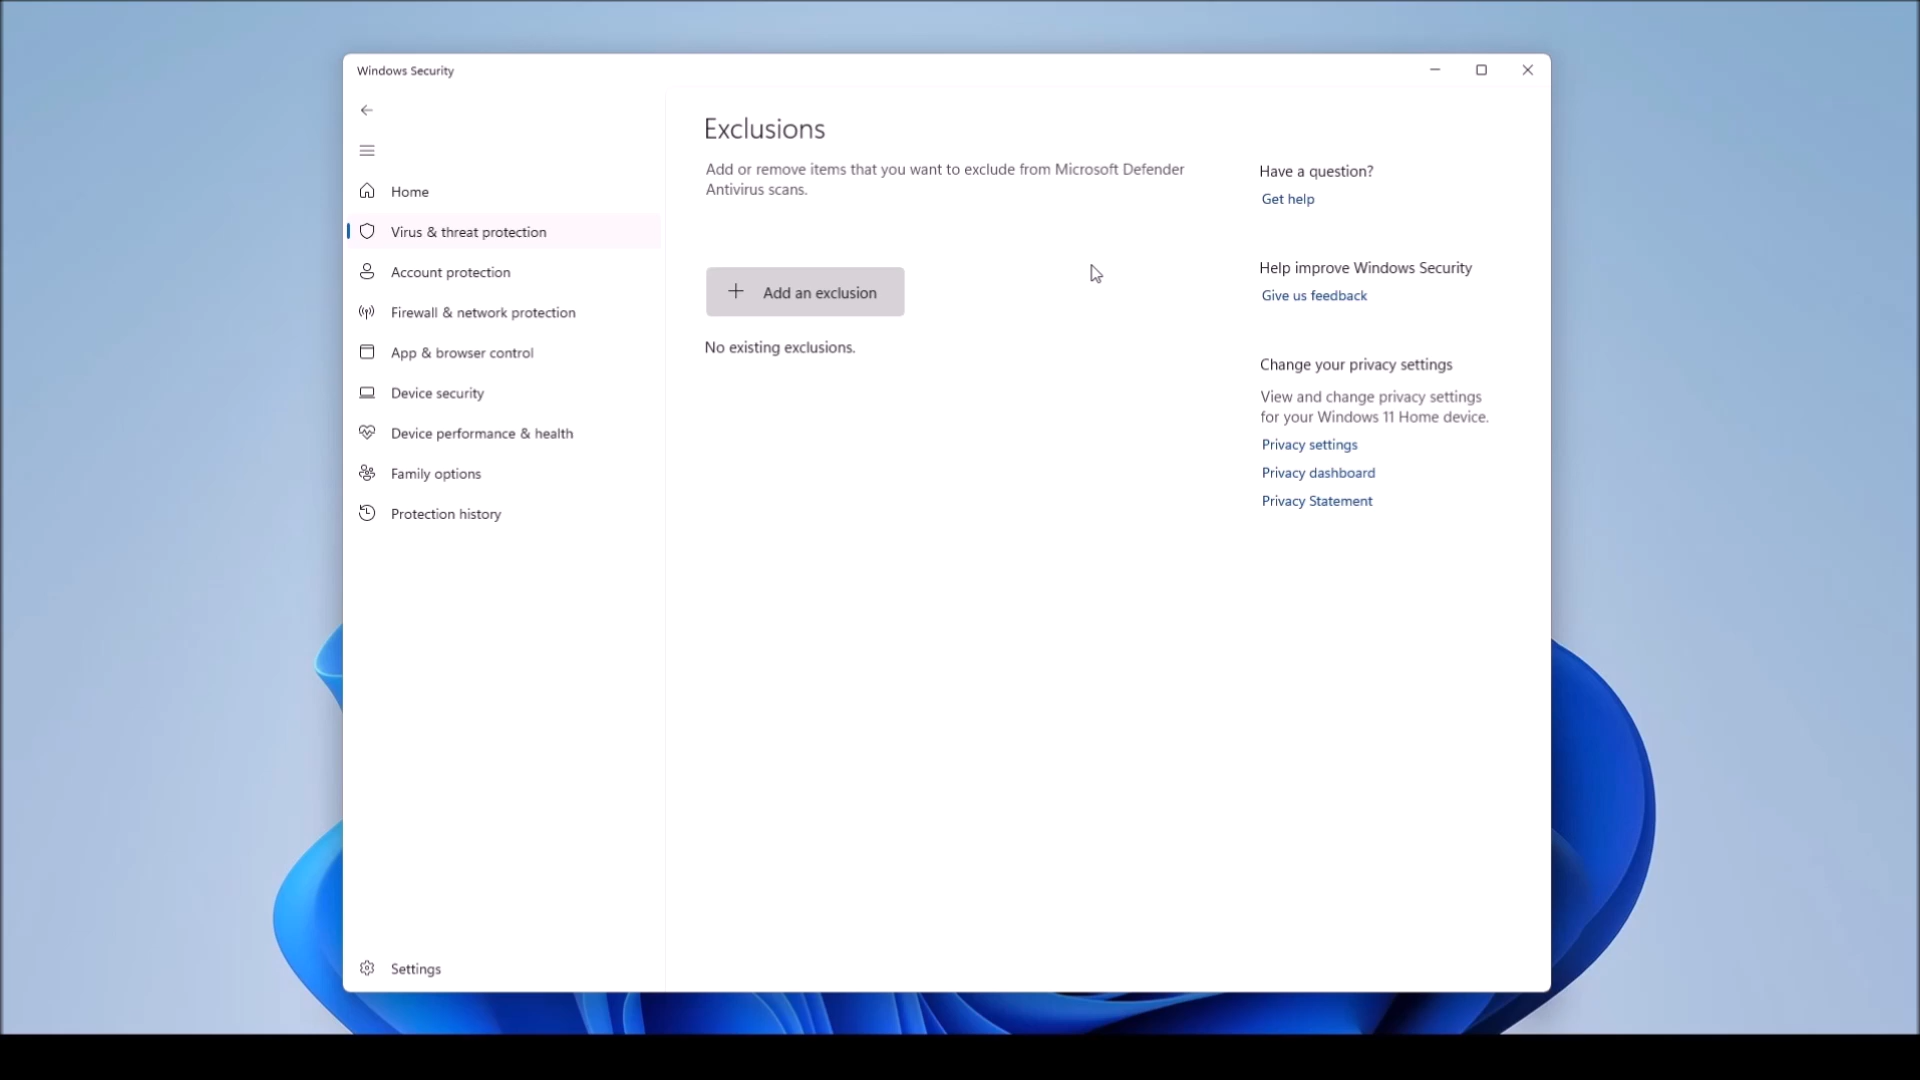 Windows Security
Home
Virus & threat protection
Account protection
Firewall & network protection
App & browser control
Device security
Device performance & health
Family options
Protection history
Settings
Exclusions
Add or remove items that you want to exclude from Microsoft Defender
Antivirus scans.
Add an exclusion
No existing exclusions.
Have a question?
Get help
Help improve Windows Security
Give us feedback
Change your privacy settings
View and change privacy settings
for your Windows 11 Home device.
Privacy settings
Privacy dashboard
Privacy Statement